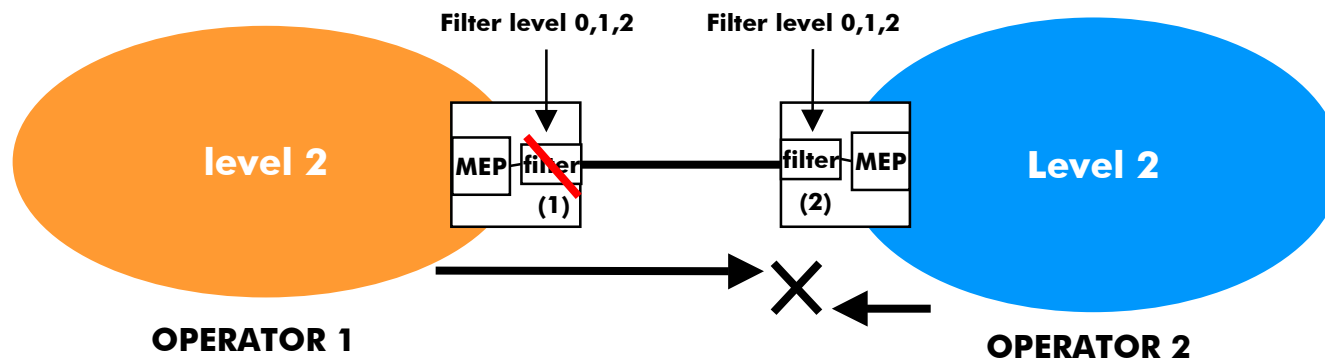 Filter level 0,1,2
Filter level 0,1,2
level 2
MEP
filter
(1)
filter
MEP
(2)
Level 2
OPERATOR 1
OPERATOR 2